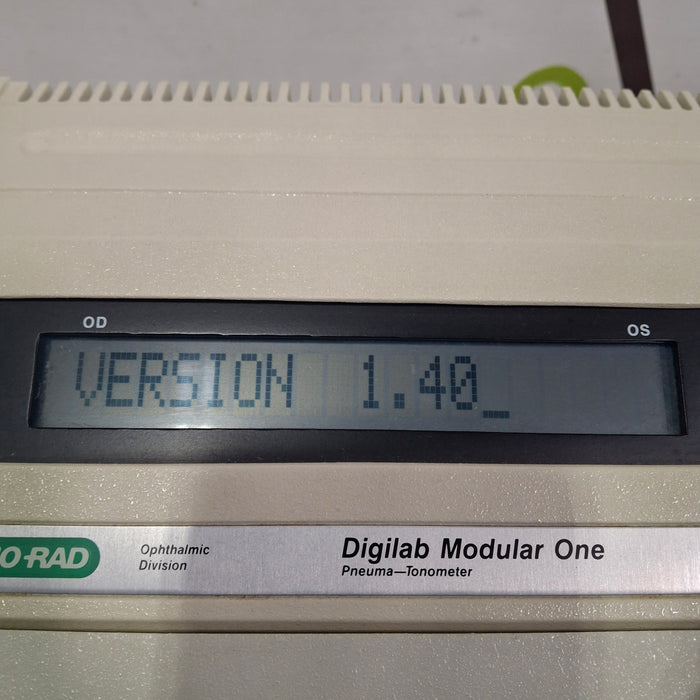 OD
OS
VERSION 1.40_
O-RAD
Ophthalmic
Division
Digilab Modular One
Pneuma—Tonometer